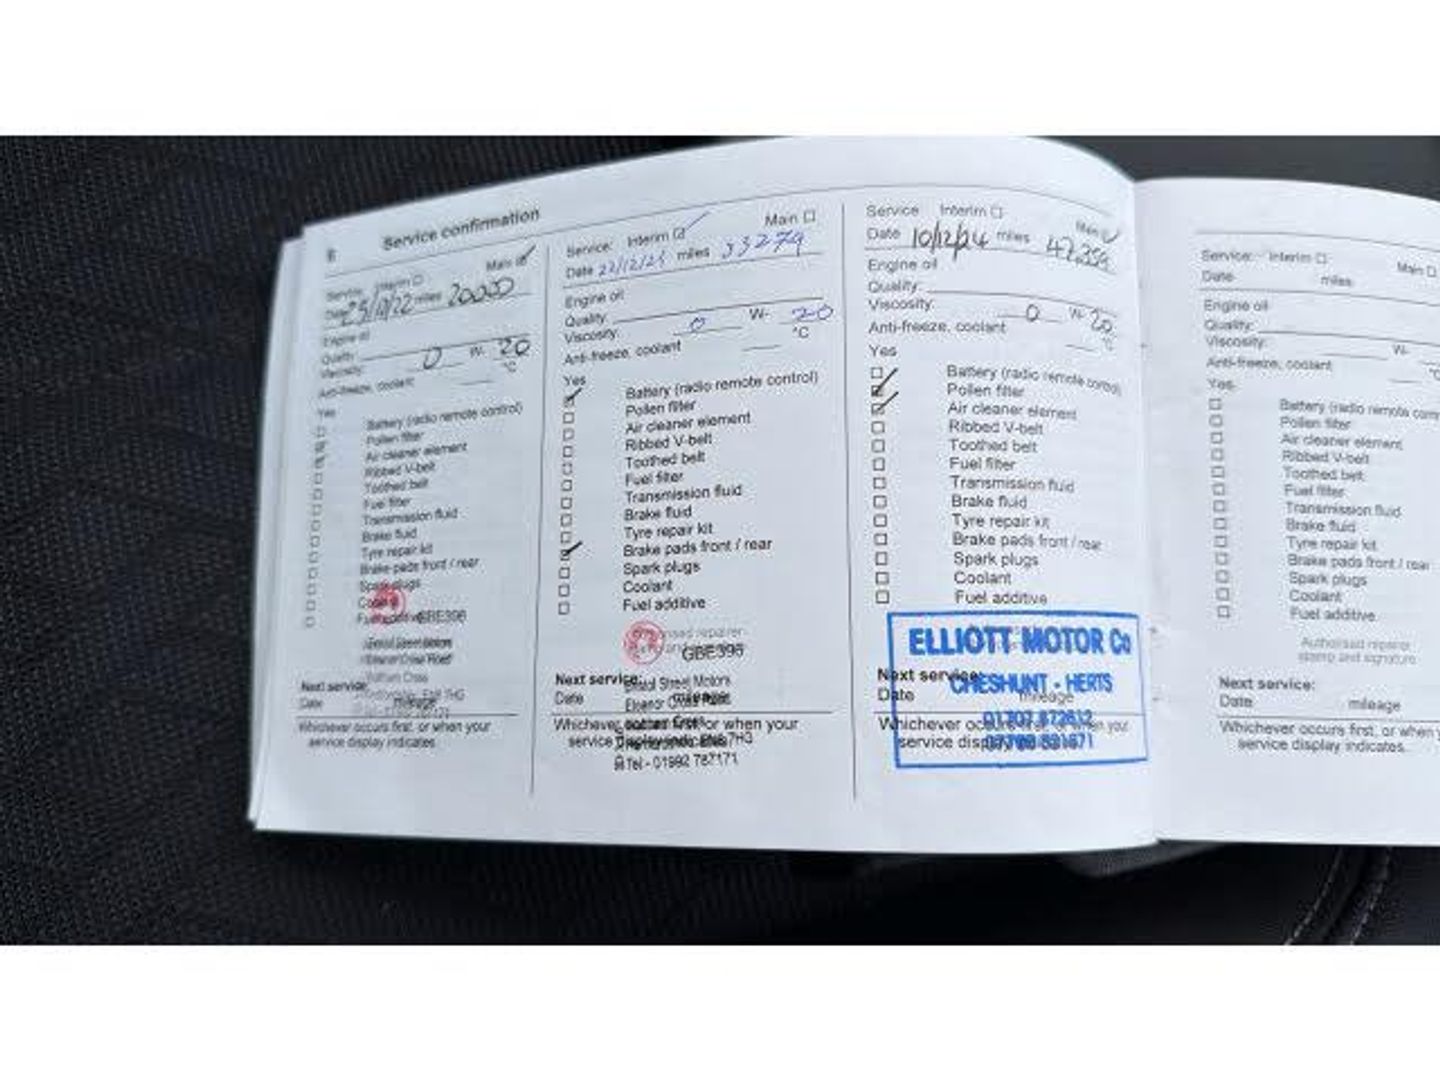 Service confirmation
Service Interim Main
Date 25/10/22 miles 20000
Engine oil
Quality:
Viscosity: 0 W- 20
Anti-freeze, coolant °C
Yes
Battery (radio remote control)
Pollen filter
Air cleaner element
Ribbed V-belt
Toothed belt
Fuel filter
Transmission fluid
Brake fluid
Tyre repair kit
Brake pads front / rear
Spark plugs
Coolant
Fuel additive GBE396
Next service:
Date mileage
Whichever occurs first, or when your
service display indicates.
Service: Interim Main
Date miles 33279
Engine oil
Quality:
Viscosity: 0 W- 20
Anti-freeze, coolant °C
Yes
Battery (radio remote control)
Pollen filter
Air cleaner element
Ribbed V-belt
Toothed belt
Fuel filter
Transmission fluid
Brake fluid
Tyre repair kit
Brake pads front / rear
Spark plugs
Coolant
Fuel additive
GBE396
Next service: Bristol Street Motors
Date mileage
Eleanor Cross
Whichever occurs first, or when your
service display indicates.
Tel - 01992 787171
Service Interim Main
Date 10/12/24 miles
Engine oil
Quality:
Viscosity: 0 W- 20
Anti-freeze, coolant °C
Yes
Battery (radio remote control)
Pollen filter
Air cleaner element
Ribbed V-belt
Toothed belt
Fuel filter
Transmission fluid
Brake fluid
Tyre repair kit
Brake pads front / rear
Spark plugs
Coolant
Fuel additive
ELLIOTT MOTOR Co
Next service:
CHESHUNT - HERTS
Date mileage
Whichever occurs first, or when your
service display indicates.
Service: Interim Main
Date miles
Engine oil
Quality:
Viscosity: W-
Anti-freeze, coolant °C
Yes
Battery (radio remote
Pollen filter
Air cleaner element
Ribbed V-belt
Toothed belt
Fuel filter
Transmission fluid
Brake fluid
Tyre repair kit
Brake pads front / rear
Spark plugs
Coolant
Fuel additive
Authorised repairer
stamp and signature
Next service:
Date mileage
Whichever occurs first, or when
service display indicates.